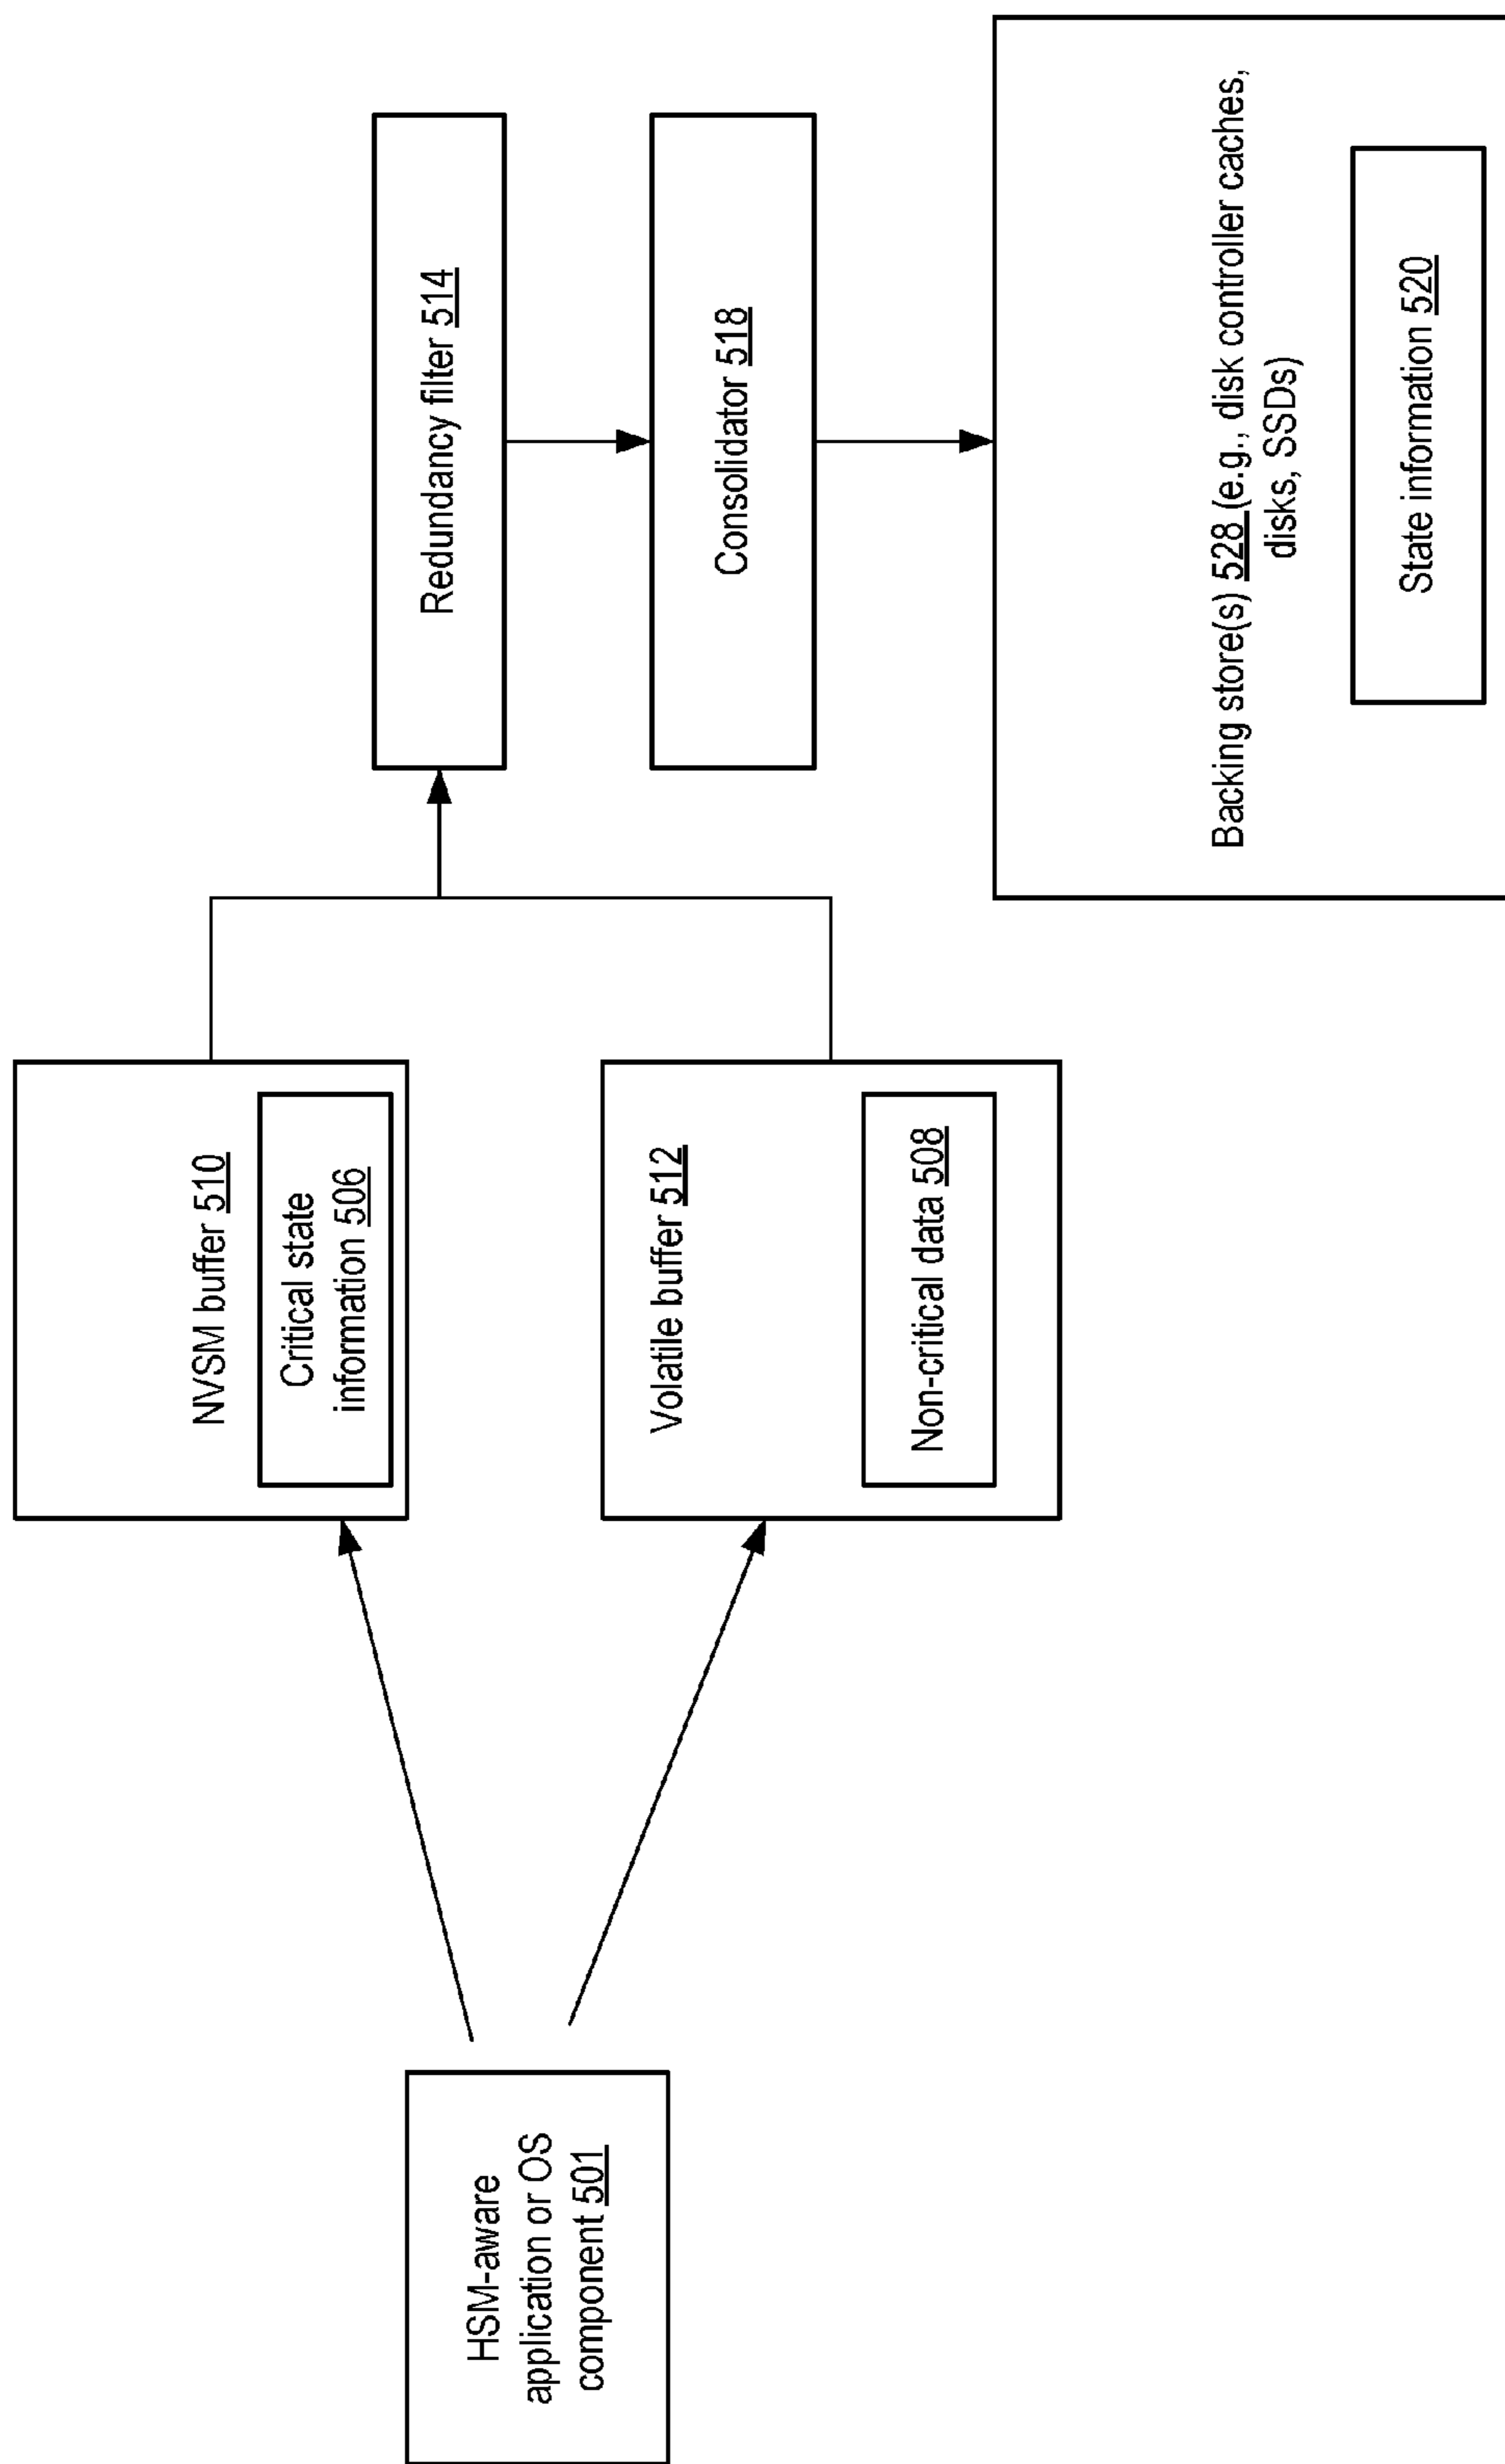 HSM-aware
application or OS
component 501
NVSM buffer 510
Critical state
information 506
Volatile buffer 512
Non-critical data 508
Redundancy filter 514
Consolidator 518
Backing store(s) 528 (e.g., disk controller caches,
disks, SSDs)
State information 520